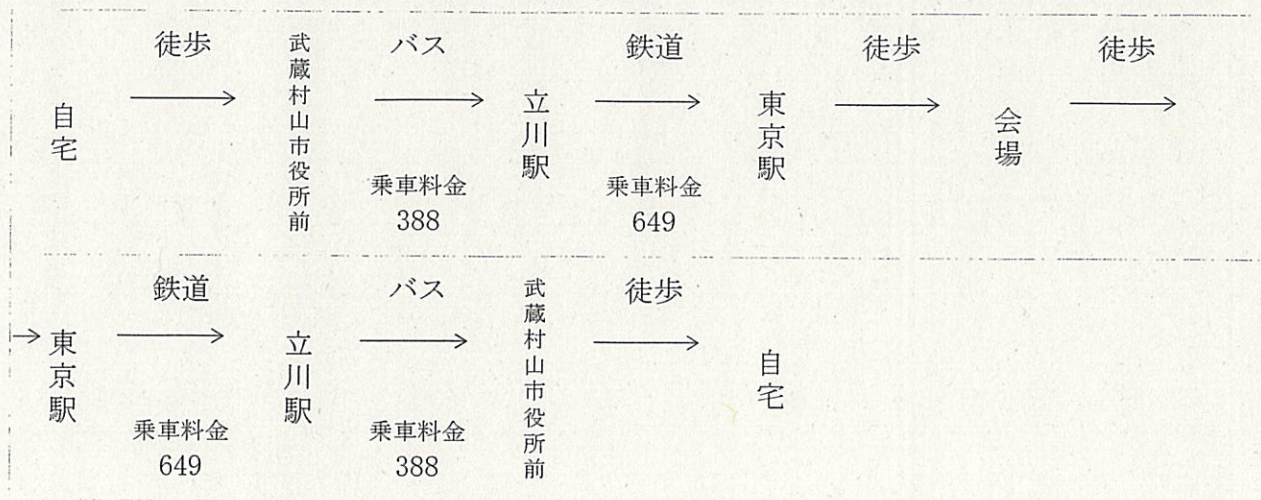 徒歩
バス
鉄道
徒歩
徒歩
自宅
→
武蔵村山市役所前
→
立川駅
→
東京駅
→
会場
→
乗車料金
388
乗車料金
649
鉄道
バス
徒歩
→
東京駅
→
立川駅
→
武蔵村山市役所前
→
自宅
乗車料金
649
乗車料金
388